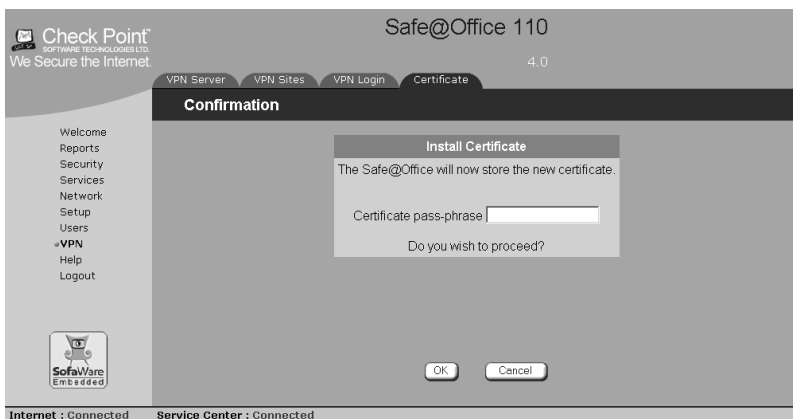 Check Point™
SOFTWARE TECHNOLOGIES LTD.
We Secure the Internet.
Safe@Office 110
4.0
VPN Server
VPN Sites
VPN Login
Certificate
Confirmation
Welcome
Reports
Security
Services
Network
Setup
Users
VPN
Help
Logout
Install Certificate
The Safe@Office will now store the new certificate.
Certificate pass-phrase
Do you wish to proceed?
OK
Cancel
SofaWare
Embedded
Internet : Connected
Service Center : Connected